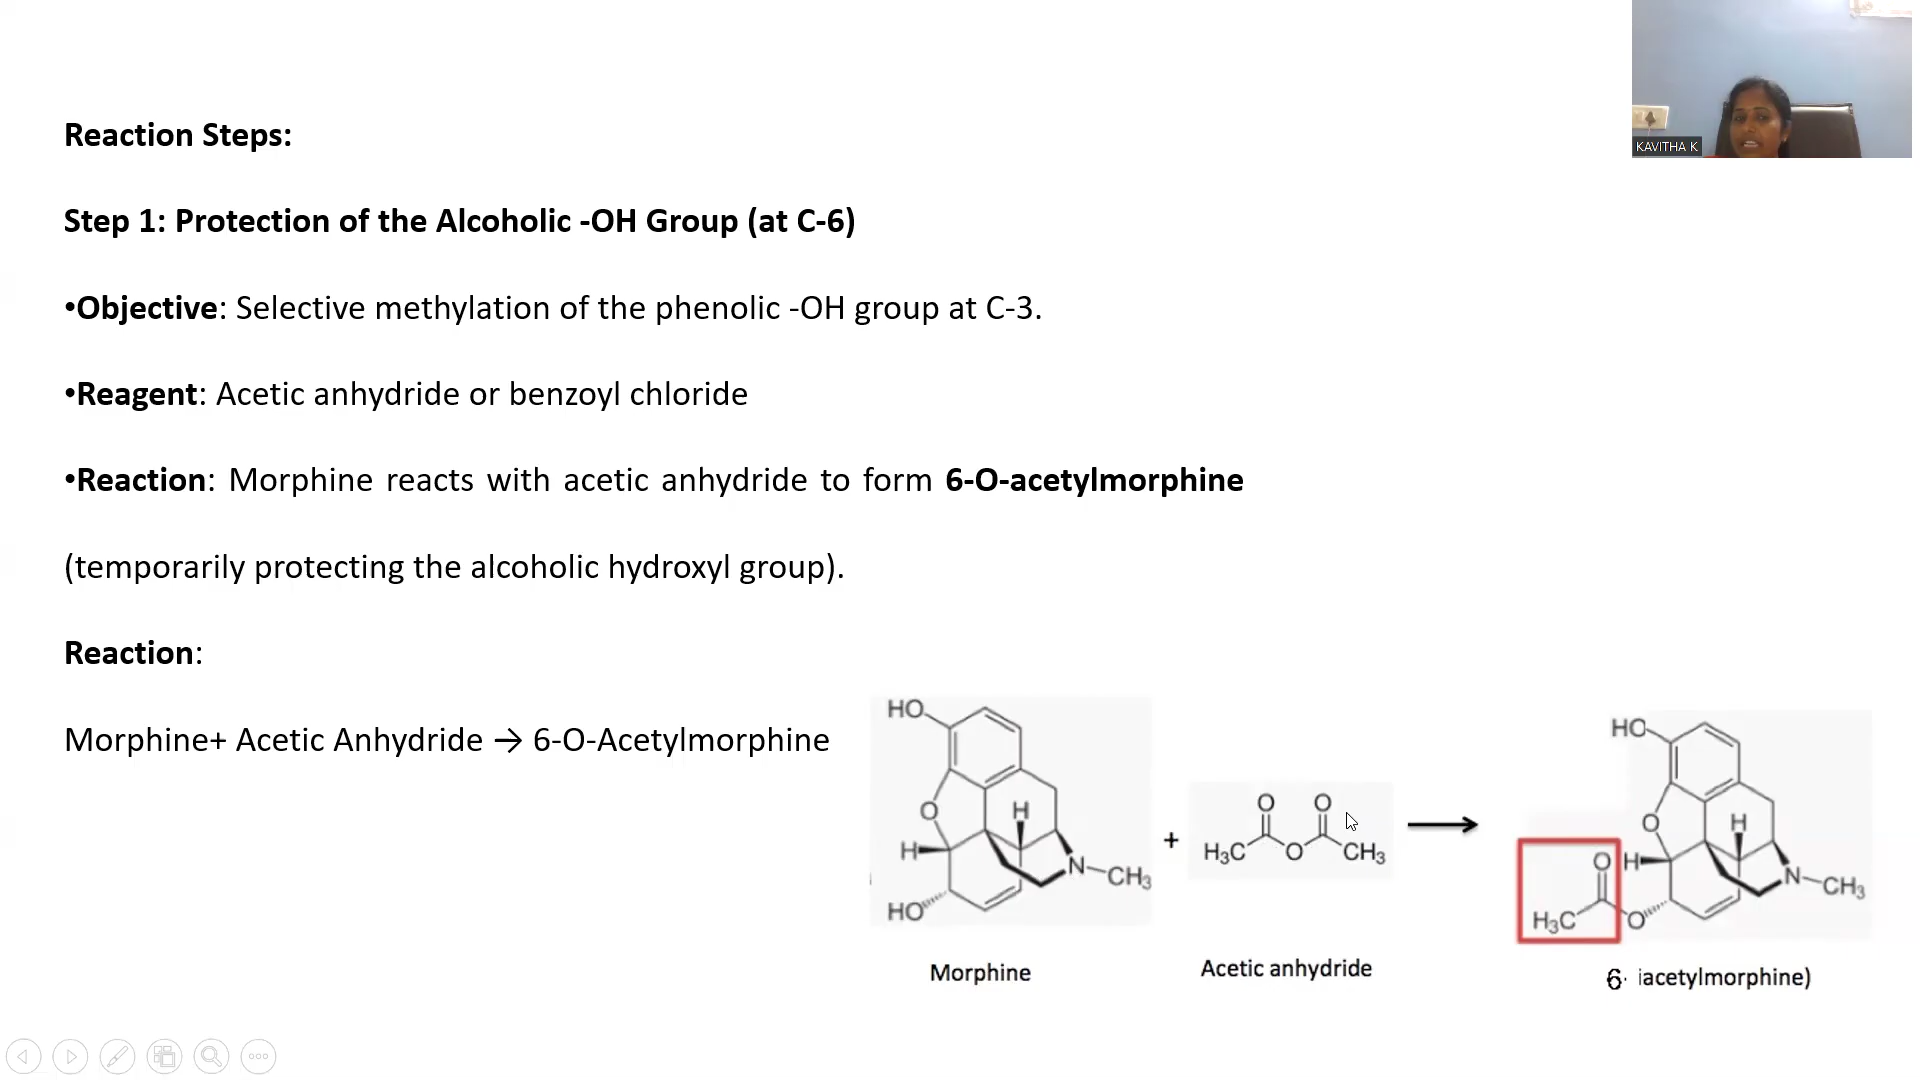 KAVITHA K
Reaction Steps:
Step 1: Protection of the Alcoholic -OH Group (at C-6)
•Objective: Selective methylation of the phenolic -OH group at C-3.
•Reagent: Acetic anhydride or benzoyl chloride
•Reaction: Morphine reacts with acetic anhydride to form 6-O-acetylmorphine
(temporarily protecting the alcoholic hydroxyl group).
Reaction:
Morphine+ Acetic Anhydride → 6-O-Acetylmorphine
HO
O
H
H
N
CH₃
HO
Morphine
+
O
O
H₃C
O
CH₃
Acetic anhydride
HO
O
H
O
H
N
CH₃
H₃C
O
6· iacetylmorphine)